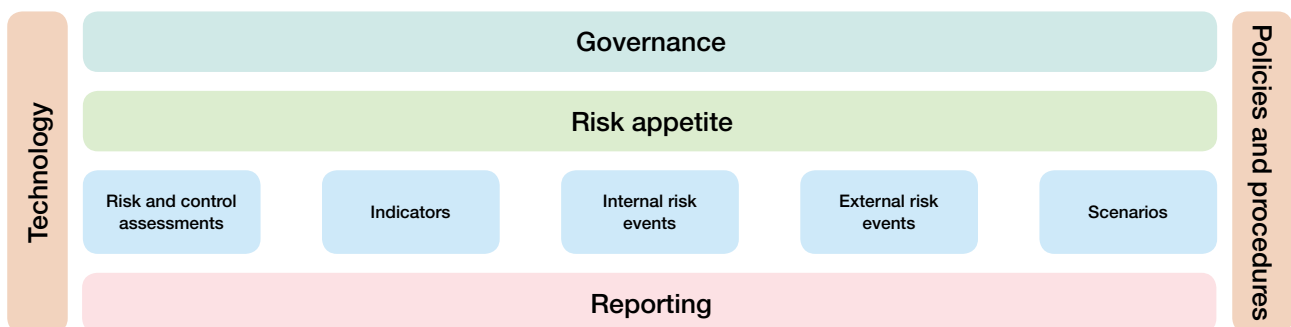 Technology
Governance
Risk appetite
Risk and control
assessments
Indicators
Internal risk
events
External risk
events
Scenarios
Reporting
Policies and procedures